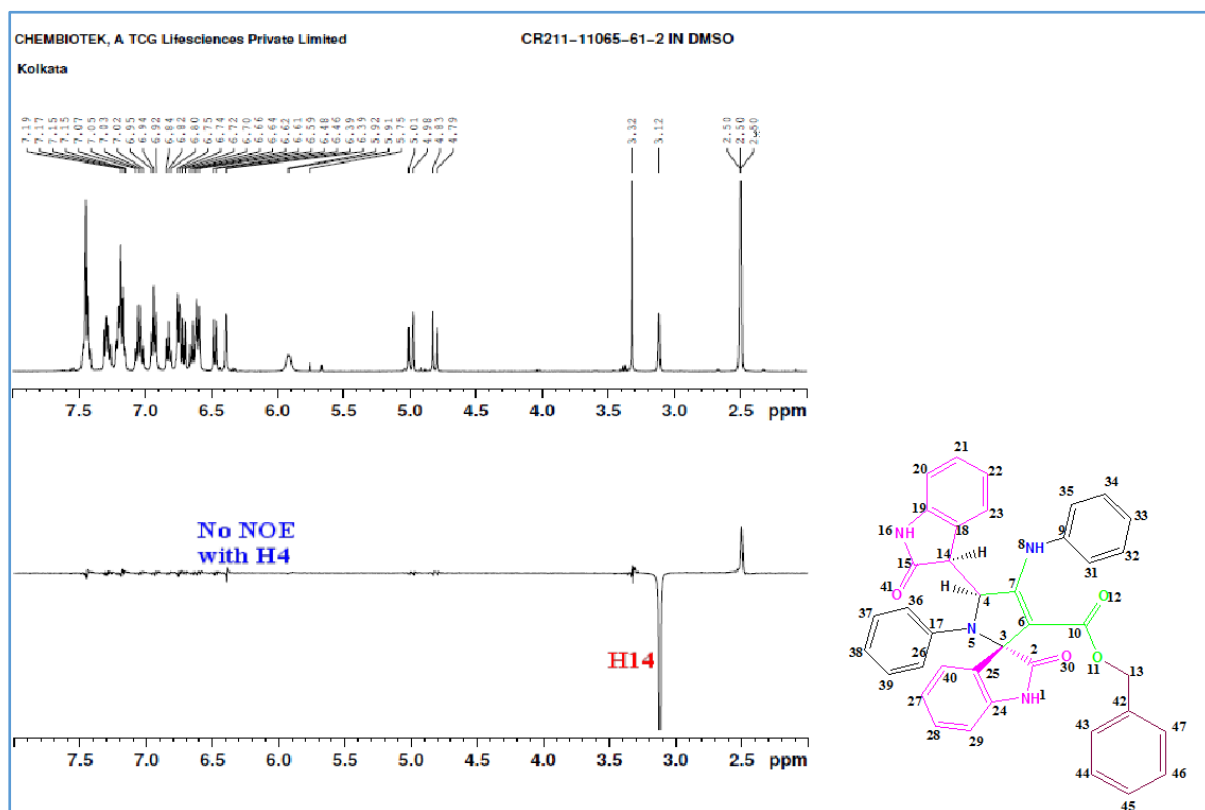 CHEMBIOTEK, A TCG Lifesciences Private Limited
CR211-11065-61-2 IN DMSO
Kolkata
7.19 7.17 7.15 7.15 7.07 7.05 7.03 7.02 6.95 6.94 6.92 6.84 6.82 6.80 6.75 6.74 6.72 6.70 6.66 6.64 6.62 6.61 6.59 6.48 6.46 6.39 6.39 5.92 5.91 5.75 5.01 4.98 4.83 4.79 3.32 3.12 2.50 2.50 2.50
7.5 7.0 6.5 6.0 5.5 5.0 4.5 4.0 3.5 3.0 2.5 ppm
No NOE
with H4
H14
7.5 7.0 6.5 6.0 5.5 5.0 4.5 4.0 3.5 3.0 2.5 ppm
21
20 22
19 23
35 34
9 33
16 NH 18
14 H
8 NH 32
15
31
41 O
H 4 7
36 12 O
37 17 N 5 6 10
38 26 3 2
O 30 O 11 13
39 40 25
27 NH 1 42
24
28 29 43 47
44 46
45